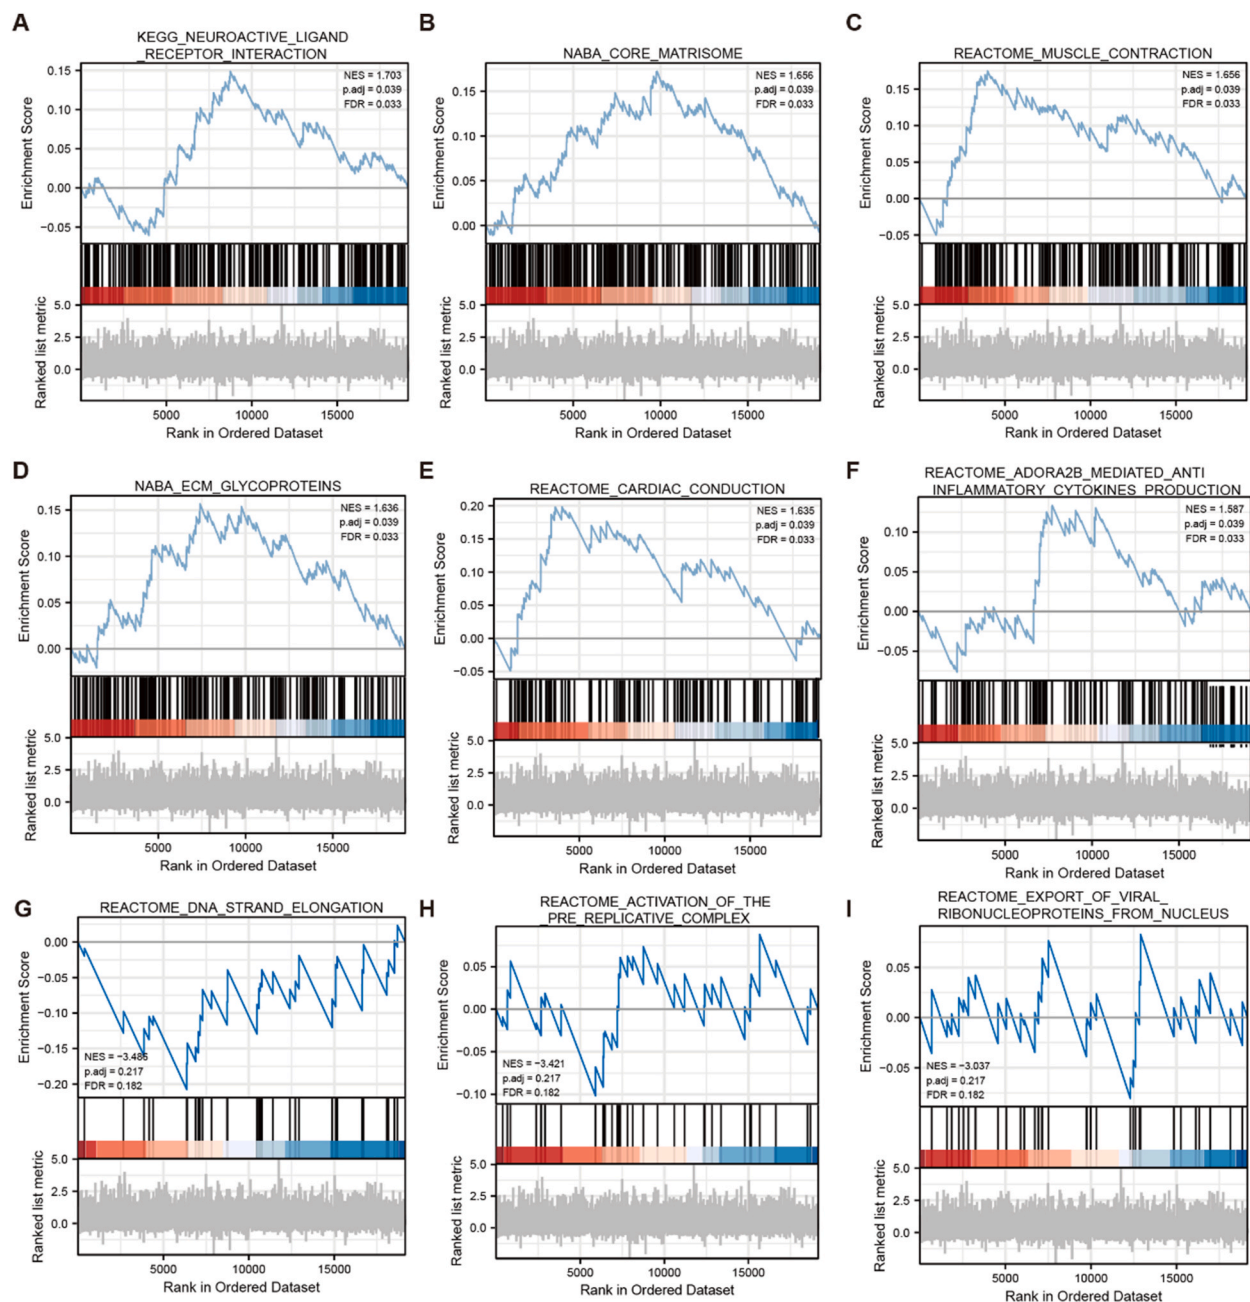 A
KEGG_NEUROACTIVE_LIGAND
_RECEPTOR_INTERACTION
NES = 1.703
p.adj = 0.039
FDR = 0.033
Enrichment Score
0.15
0.10
0.05
0.00
−0.05
Ranked list metric
5.0
2.5
0.0
5000
10000
15000
Rank in Ordered Dataset
B
NABA_CORE_MATRISOME
NES = 1.656
p.adj = 0.039
FDR = 0.033
Enrichment Score
0.15
0.10
0.05
0.00
Ranked list metric
5.0
2.5
0.0
5000
10000
15000
Rank in Ordered Dataset
C
REACTOME_MUSCLE_CONTRACTION
NES = 1.656
p.adj = 0.039
FDR = 0.033
Enrichment Score
0.15
0.10
0.05
0.00
−0.05
Ranked list metric
5.0
2.5
0.0
5000
10000
15000
Rank in Ordered Dataset
D
NABA_ECM_GLYCOPROTEINS
NES = 1.636
p.adj = 0.039
FDR = 0.033
Enrichment Score
0.15
0.10
0.05
0.00
Ranked list metric
5.0
2.5
0.0
5000
10000
15000
Rank in Ordered Dataset
E
REACTOME_CARDIAC_CONDUCTION
NES = 1.635
p.adj = 0.039
FDR = 0.033
Enrichment Score
0.20
0.15
0.10
0.05
0.00
−0.05
Ranked list metric
5.0
2.5
0.0
5000
10000
15000
Rank in Ordered Dataset
F
REACTOME_ADORA2B_MEDIATED_ANTI
INFLAMMATORY_CYTOKINES_PRODUCTION
NES = 1.587
p.adj = 0.039
FDR = 0.033
Enrichment Score
0.10
0.05
0.00
−0.05
Ranked list metric
5.0
2.5
0.0
5000
10000
15000
Rank in Ordered Dataset
G
REACTOME_DNA_STRAND_ELONGATION
NES = −3.486
p.adj = 0.217
FDR = 0.182
Enrichment Score
0.00
−0.05
−0.10
−0.15
−0.20
Ranked list metric
5.0
2.5
0.0
5000
10000
15000
Rank in Ordered Dataset
H
REACTOME_ACTIVATION_OF_THE
_PRE_REPLICATIVE_COMPLEX
NES = −3.421
p.adj = 0.217
FDR = 0.182
Enrichment Score
0.05
0.00
−0.05
−0.10
Ranked list metric
5.0
2.5
0.0
5000
10000
15000
Rank in Ordered Dataset
I
REACTOME_EXPORT_OF_VIRAL_
RIBONUCLEOPROTEINS_FROM_NUCLEUS
NES = −3.037
p.adj = 0.217
FDR = 0.182
Enrichment Score
0.05
0.00
−0.05
Ranked list metric
5.0
2.5
0.0
5000
10000
15000
Rank in Ordered Dataset